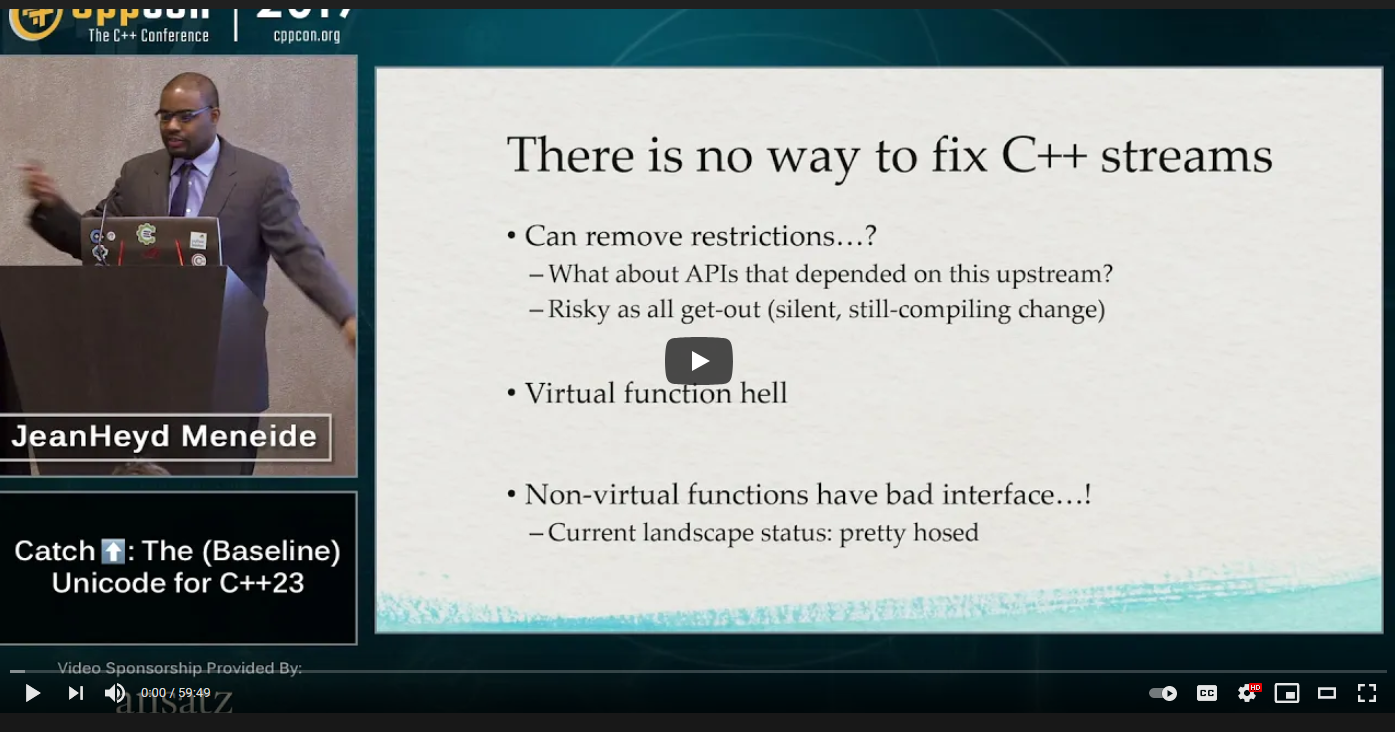 cppcon | 2019
The C++ Conference
cppcon.org
There is no way to fix C++ streams
• Can remove restrictions…?
– What about APIs that depended on this upstream?
– Risky as all get-out (silent, still-compiling change)
• Virtual function hell
• Non-virtual functions have bad interface…!
– Current landscape status: pretty hosed
JeanHeyd Meneide
Catch ⬆️: The (Baseline)
Unicode for C++23
Video Sponsorship Provided By:
ansatz
0:00 / 59:49
CC
HD